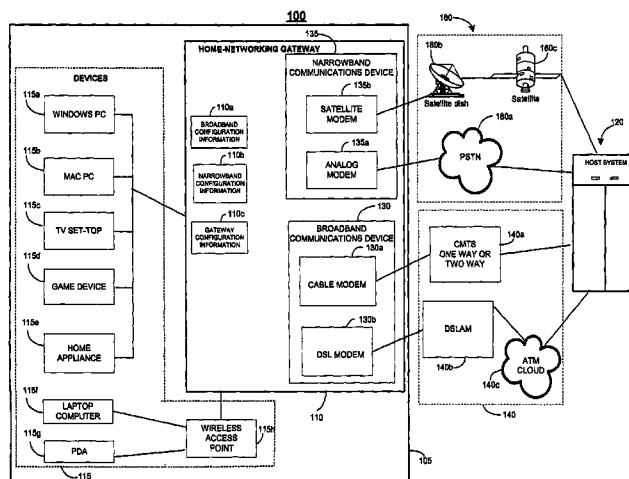 100
HOME-NETWORKING GATEWAY
135
NARROWBAND
COMMUNICATIONS DEVICE
135b
SATELLITE
MODEM
135a
ANALOG
MODEM
160
180b
Satellite dish
160c
Satellite
180a
PSTN
120
HOST SYSTEM
DEVICES
115a
WINDOWS PC
115b
MAC PC
115c
TV SET-TOP
115d
GAME DEVICE
115e
HOME
APPLIANCE
115f
LAPTOP
COMPUTER
115g
PDA
115
WIRELESS
ACCESS
POINT
115h
110a
BROADBAND
CONFIGURATION
INFORMATION
110b
NARROWBAND
CONFIGURATION
INFORMATION
110c
GATEWAY
CONFIGURATION
INFORMATION
130
BROADBAND
COMMUNICATIONS DEVICE
130a
CABLE MODEM
130b
DSL MODEM
110
105
140a
CMTS
ONE WAY OR
TWO WAY
DSLAM
140b
ATM
CLOUD
140c
140